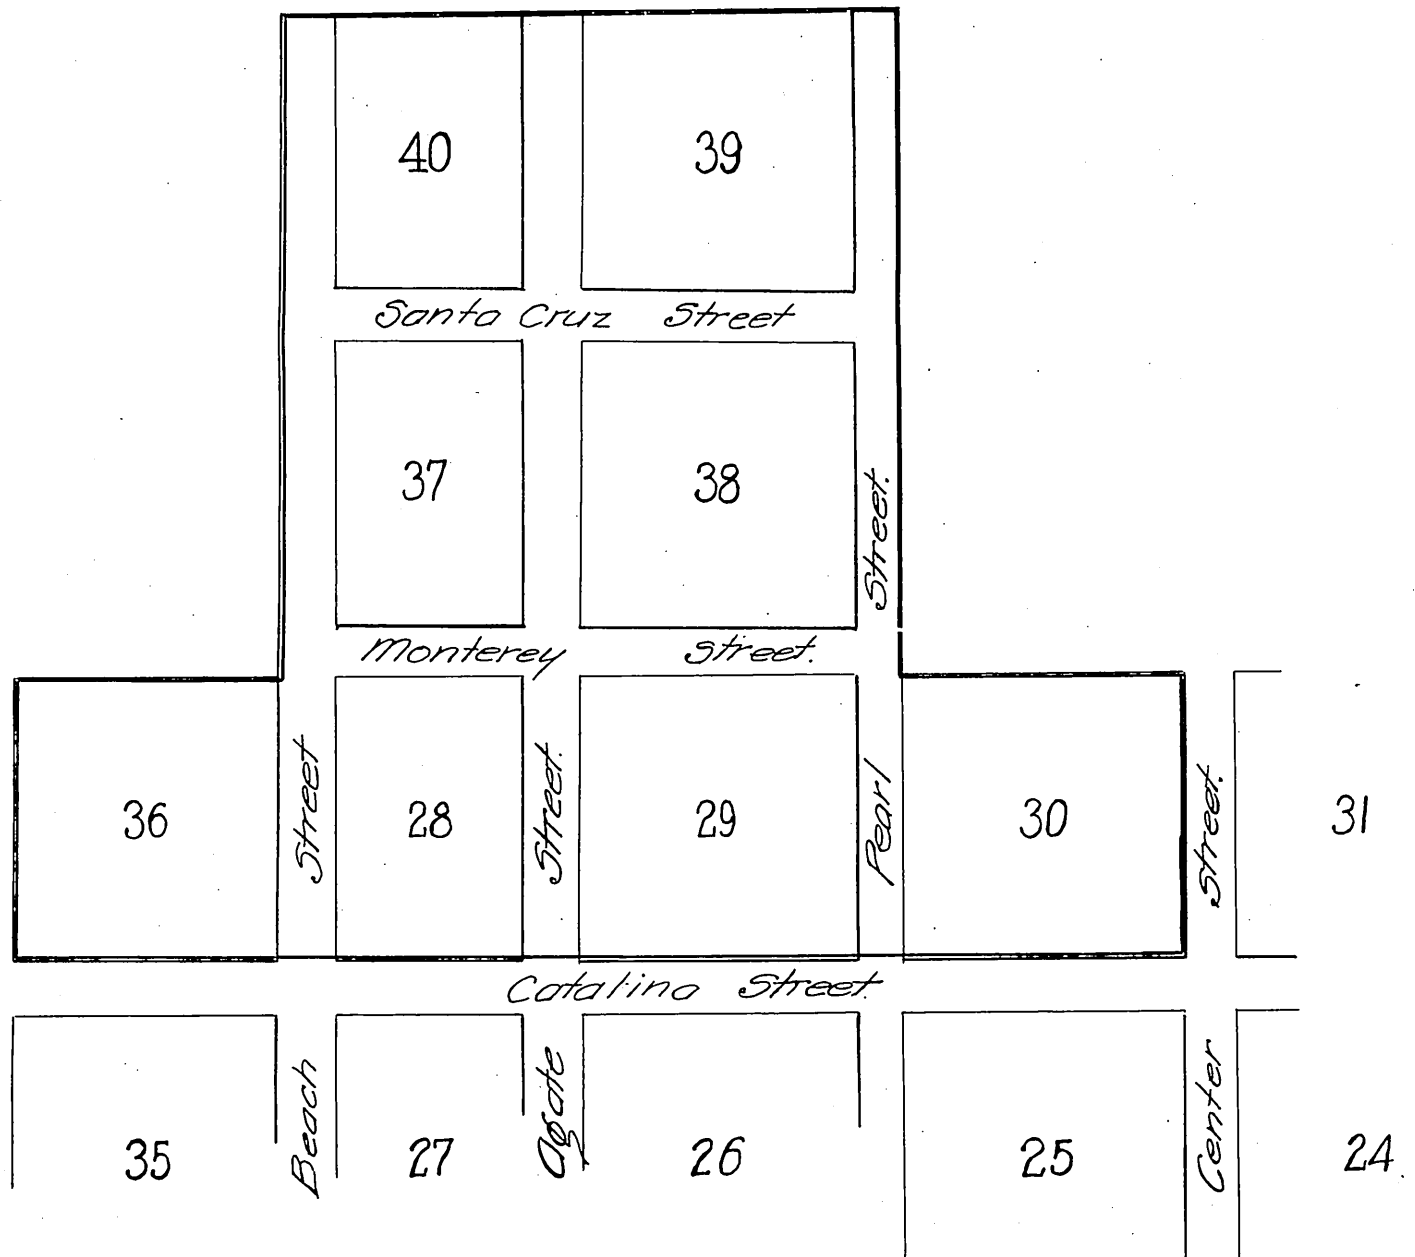 40 39
Santa Cruz Street
37 38
Monterey Street.
36 28 29 30 31
Catalina Street.
35 27 26 25 24
Beach Street
Agate Street.
Pearl Street.
Center Street.